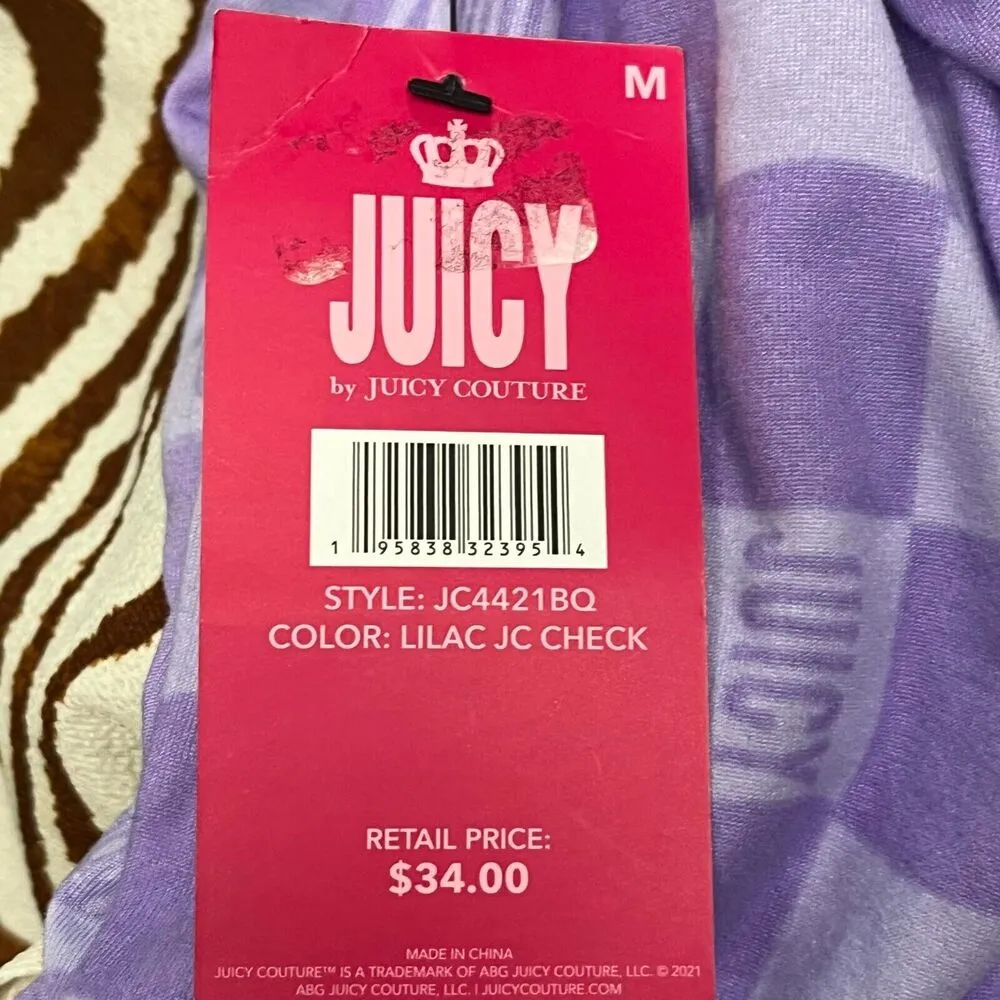 M
JUICY
by JUICY COUTURE
1 95838 32395 4
STYLE: JC4421BQ
COLOR: LILAC JC CHECK
RETAIL PRICE:
$34.00
MADE IN CHINA
JUICY COUTURE™ IS A TRADEMARK OF ABG JUICY COUTURE, LLC. © 2021
ABG JUICY COUTURE, LLC. I JUICYCOUTURE.COM
JUICY